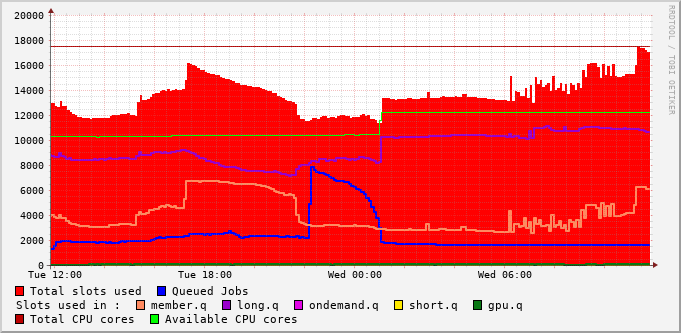 20000
18000
16000
14000
12000
10000
8000
6000
4000
2000
0
Tue 12:00 Tue 18:00 Wed 00:00 Wed 06:00
Total slots used Queued Jobs
Slots used in : member.q long.q ondemand.q short.q gpu.q
Total CPU cores Available CPU cores
RRDTOOL / TOBI OETIKER